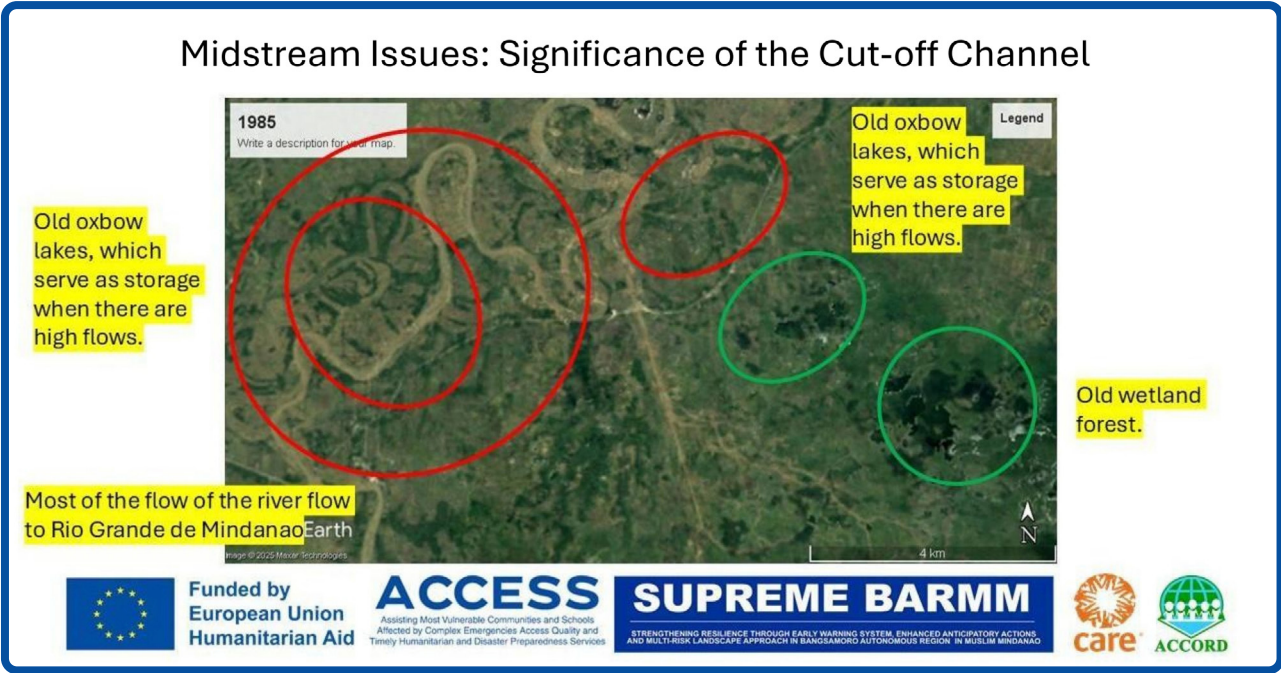 Midstream Issues: Significance of the Cut-off Channel
1985
Write a description for your map.
Legend
Old oxbow
lakes, which
serve as storage
when there are
high flows.
Old oxbow
lakes, which
serve as storage
when there are
high flows.
Old wetland
forest.
Most of the flow of the river flow
to Rio Grande de Mindanao Earth
Image © 2025 Maxar Technologies
N
4 km
Funded by
European Union
Humanitarian Aid
ACCESS
Assisting Most Vulnerable Communities and Schools
Affected by Complex Emergencies Access Quality and
Timely Humanitarian and Disaster Preparedness Services
SUPREME BARMM
STRENGTHENING RESILIENCE THROUGH EARLY WARNING SYSTEM, ENHANCED ANTICIPATORY ACTIONS
AND MULTI-RISK LANDSCAPE APPROACH IN BANGSAMORO AUTONOMOUS REGION IN MUSLIM MINDANAO
care
ACCORD